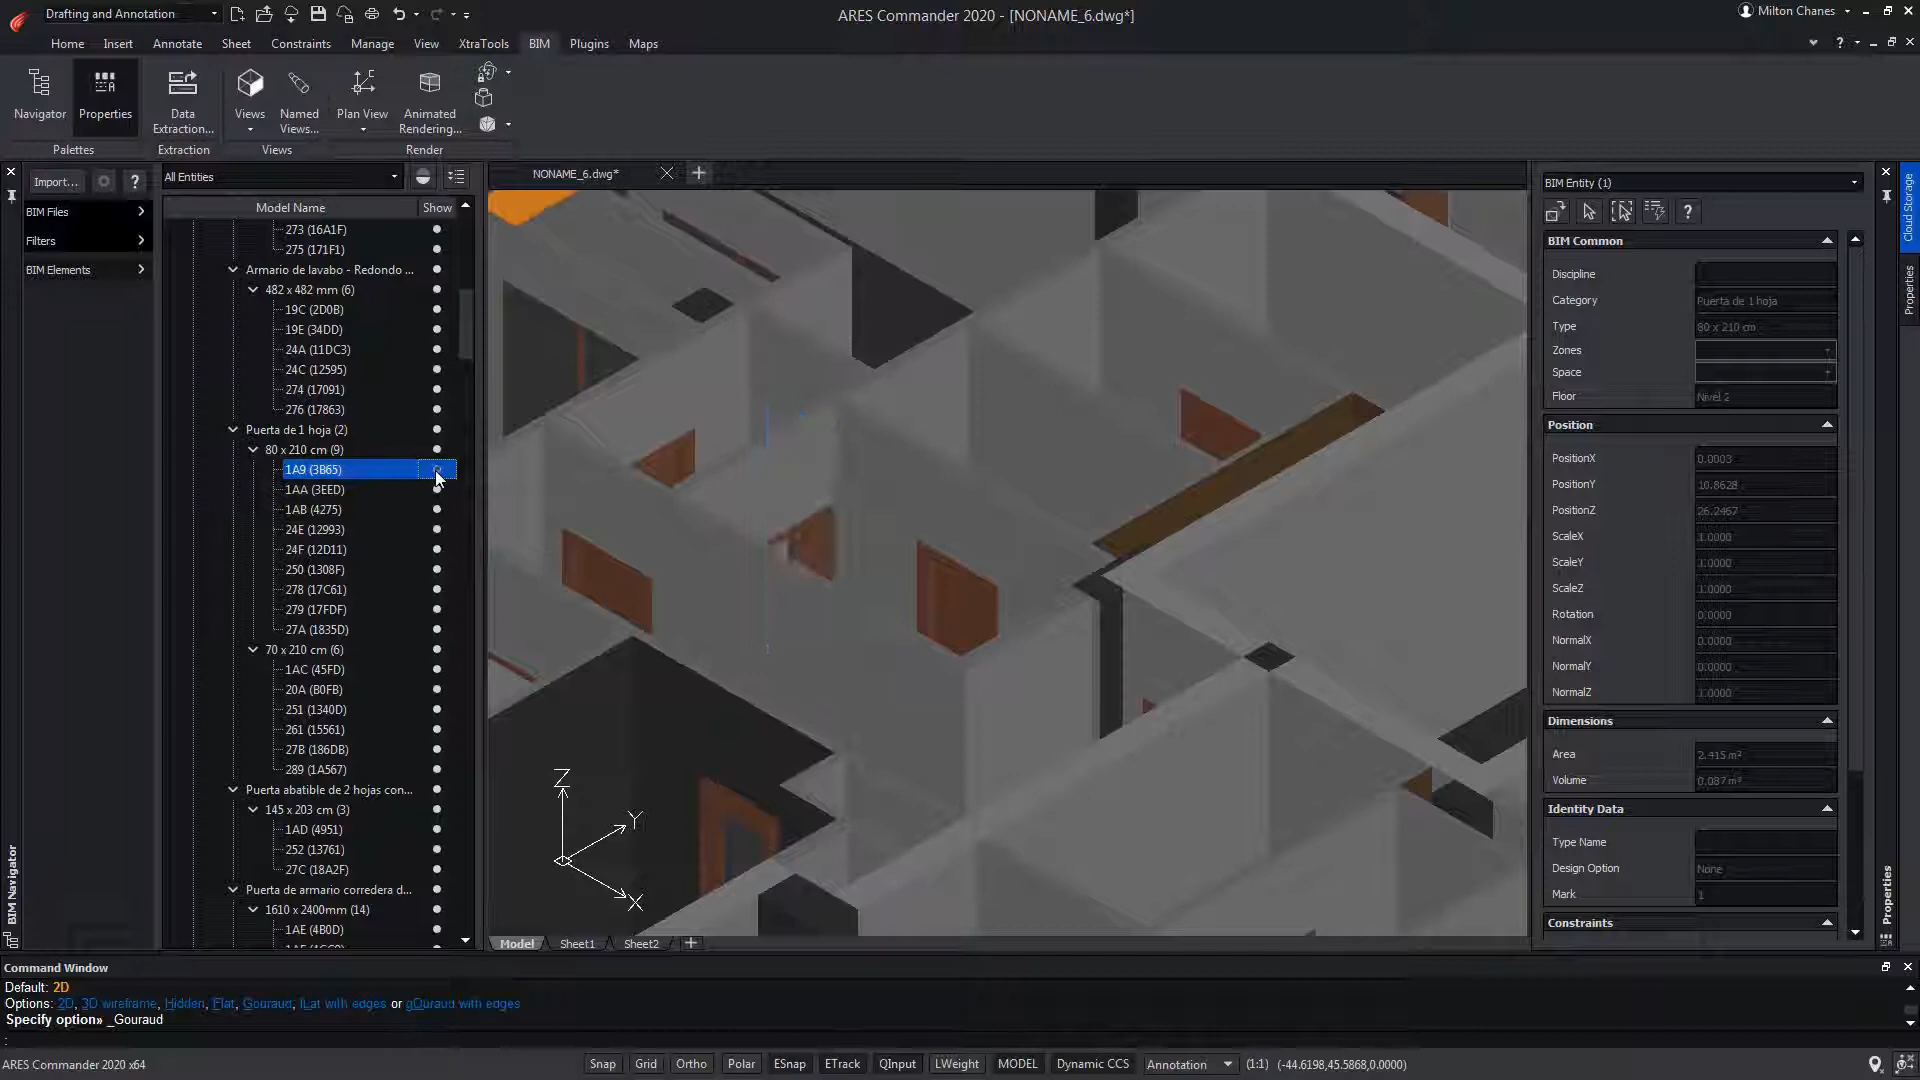 Drafting and Annotation
ARES Commander 2020 - [NONAME_6.dwg*]
Milton Chanes
Home Insert Annotate Sheet Constraints Manage View XtraTools BIM Plugins Maps
Navigator
Properties
Data Extraction...
Views
Named Views...
Plan View
Animated Rendering...
Palettes
Extraction
Views
Render
Import...
All Entities
NONAME_6.dwg*
BIM Files
Filters
BIM Elements
Model Name Show
273 (16A1F)
275 (171F1)
Armario de lavabo - Redondo ...
482 x 482 mm (6)
19C (2D0B)
19E (34DD)
24A (11DC3)
24C (12595)
274 (17091)
276 (17863)
Puerta de 1 hoja (2)
80 x 210 cm (9)
1A9 (3B65)
1AA (3EED)
1AB (4275)
24E (12993)
24F (12D11)
250 (1308F)
278 (17C61)
279 (17FDF)
27A (1835D)
70 x 210 cm (6)
1AC (45FD)
20A (B0FB)
251 (1340D)
261 (15561)
27B (186DB)
289 (1A567)
Puerta abatible de 2 hojas con...
145 x 203 cm (3)
1AD (4951)
252 (13761)
27C (18A2F)
Puerta de armario corredera d...
1610 x 2400mm (14)
1AE (4B0D)
BIM Navigator
Z
Y
X
Model Sheet1 Sheet2
BIM Entity (1)
BIM Common
Discipline
Category Puerta de 1 hoja
Type 80 x 210 cm
Zones
Space
Floor Nivel 2
Position
PositionX 0.0003
PositionY 10.8628
PositionZ 26.2467
ScaleX 1.0000
ScaleY 1.0000
ScaleZ 1.0000
Rotation 0.0000
NormalX 0.0000
NormalY 0.0000
NormalZ 1.0000
Dimensions
Area 2.415 m²
Volume 0.087 m³
Identity Data
Type Name
Design Option None
Mark 1
Constraints
Properties
Cloud Storage
Properties
Command Window
Default: 2D
Options: 2D, 3D wireframe, Hidden, Flat, Gouraud, fLat with edges or gOuraud with edges
Specify option» _Gouraud
:
ARES Commander 2020 x64
Snap Grid Ortho Polar ESnap ETrack QInput LWeight MODEL Dynamic CCS Annotation (1:1) (-44.6198,45.5868,0.0000)